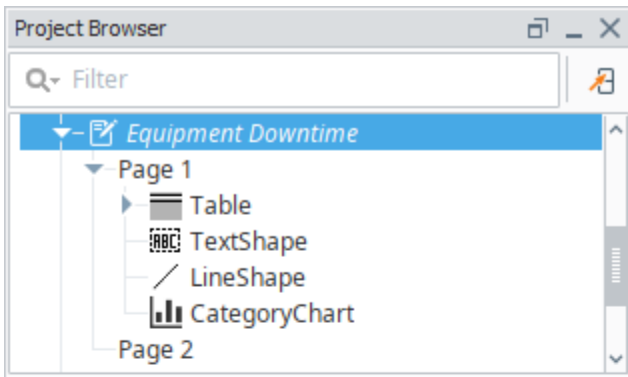 Project Browser
Filter
Equipment Downtime
Page 1
Table
ABC TextShape
LineShape
CategoryChart
Page 2